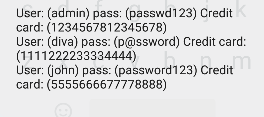 User: (admin) pass: (passwd123) Credit
card: (1234567812345678)
User: (diva) pass: (p@ssword) Credit card:
(1111222233334444)
User: (john) pass: (password123) Credit
card: (5555666677778888)